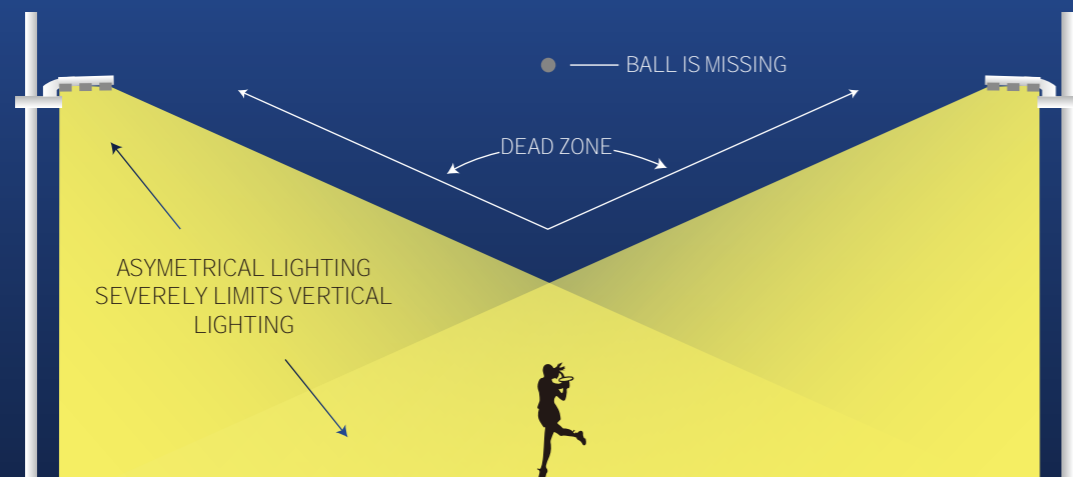 BALL IS MISSING
DEAD ZONE
ASYMETRICAL LIGHTING
SEVERELY LIMITS VERTICAL
LIGHTING